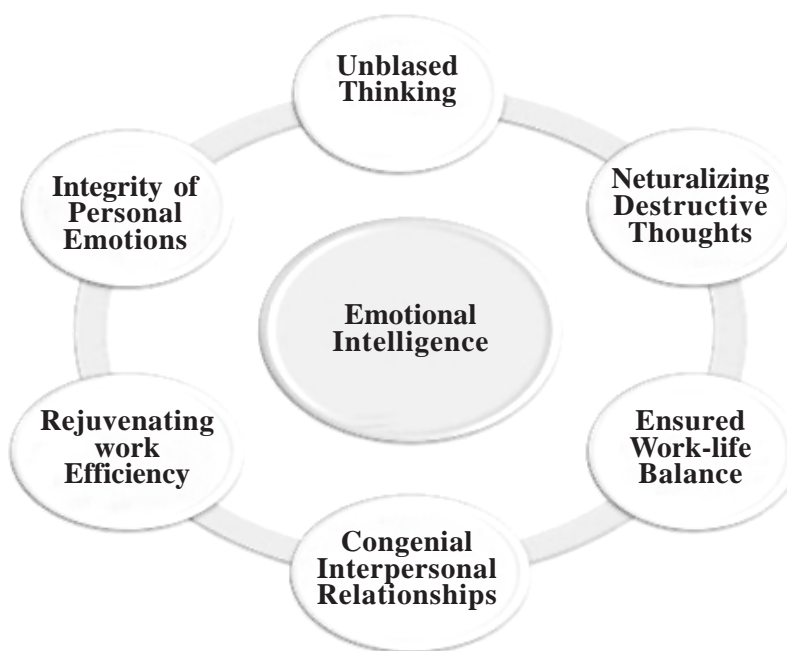 Unblased
Thinking
Integrity of
Personal
Emotions
Neturalizing
Destructive
Thoughts
Emotional
Intelligence
Rejuvenating
work
Efficiency
Ensured
Work-life
Balance
Congenial
Interpersonal
Relationships